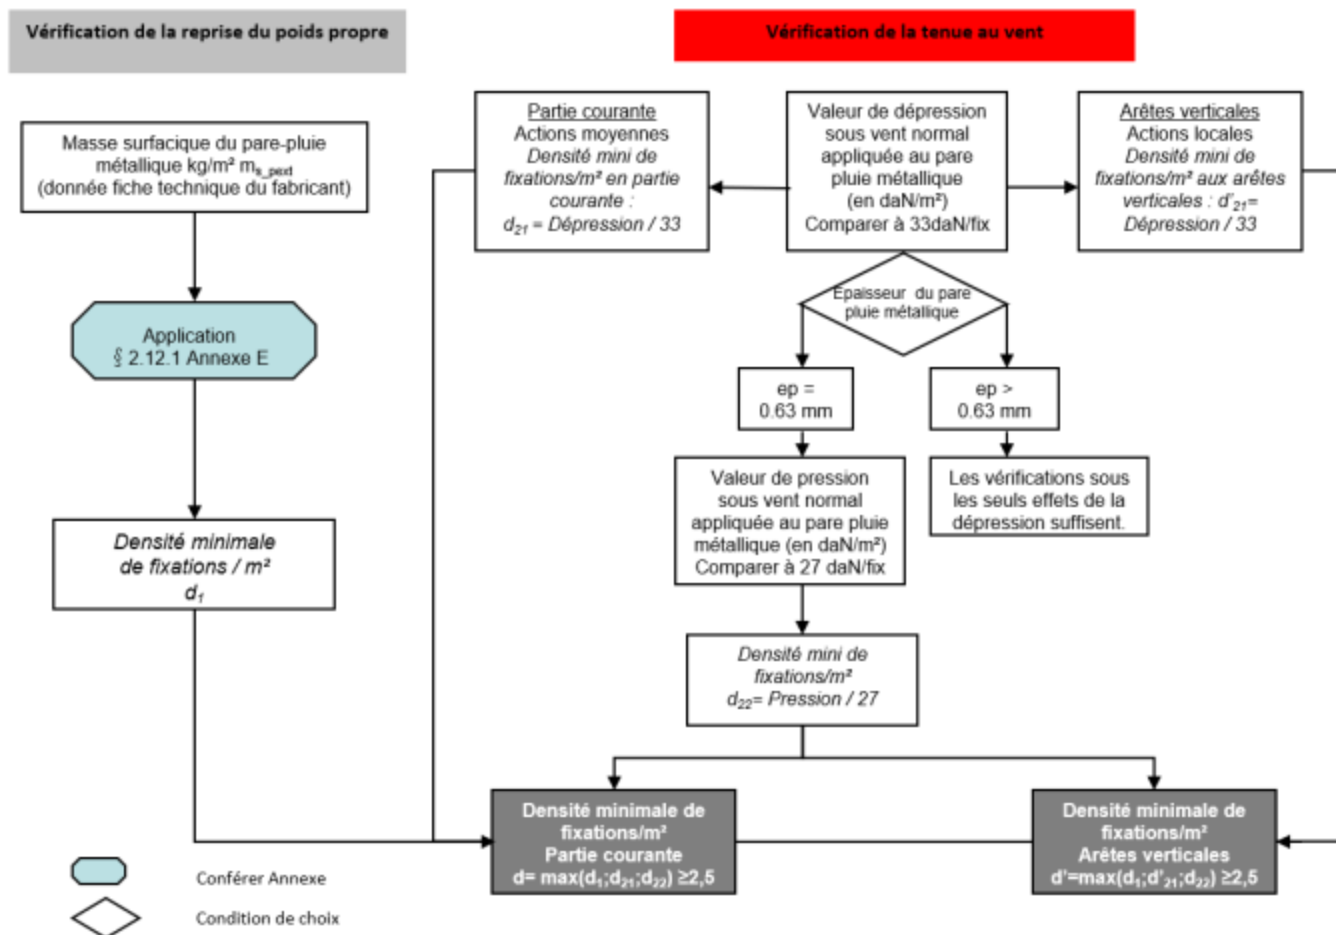 Vérification de la reprise du poids propre
Vérification de la tenue au vent
Masse surfacique du pare-pluie
métallique kg/m² m
(donnée fiche technique du fabricant)
Application
§ 2.12.1 Annexe E
Densité minimale
de fixations / m²
d₁
Partie courante
Actions moyennes
Densité mini de
fixations/m² en partie
courante :
d₂₁ = Dépression / 33
Valeur de dépression
sous vent normal
appliquée au pare
pluie métallique
(en daN/m²)
Comparer à 33daN/fix
Arêtes verticales
Actions locales
Densité mini de
fixations/m² aux arêtes
verticales : d'₂₁=
Dépression / 33
Epaisseur du pare
pluie métallique
ep =
0.63 mm
ep >
0.63 mm
Valeur de pression
sous vent normal
appliquée au pare pluie
métallique (en daN/m²)
Comparer à 27 daN/fix
Les vérifications sous
les seuls effets de la
dépression suffisent.
Densité mini de
fixations/m²
d₂₂= Pression / 27
Densité minimale de
fixations/m²
Partie courante
d= max(d₁;d₂₁;d₂₂) ≥2,5
Densité minimale de
fixations/m²
Arêtes verticales
d'=max(d₁;d'₂₁;d₂₂) ≥2,5
Conférer Annexe
Condition de choix